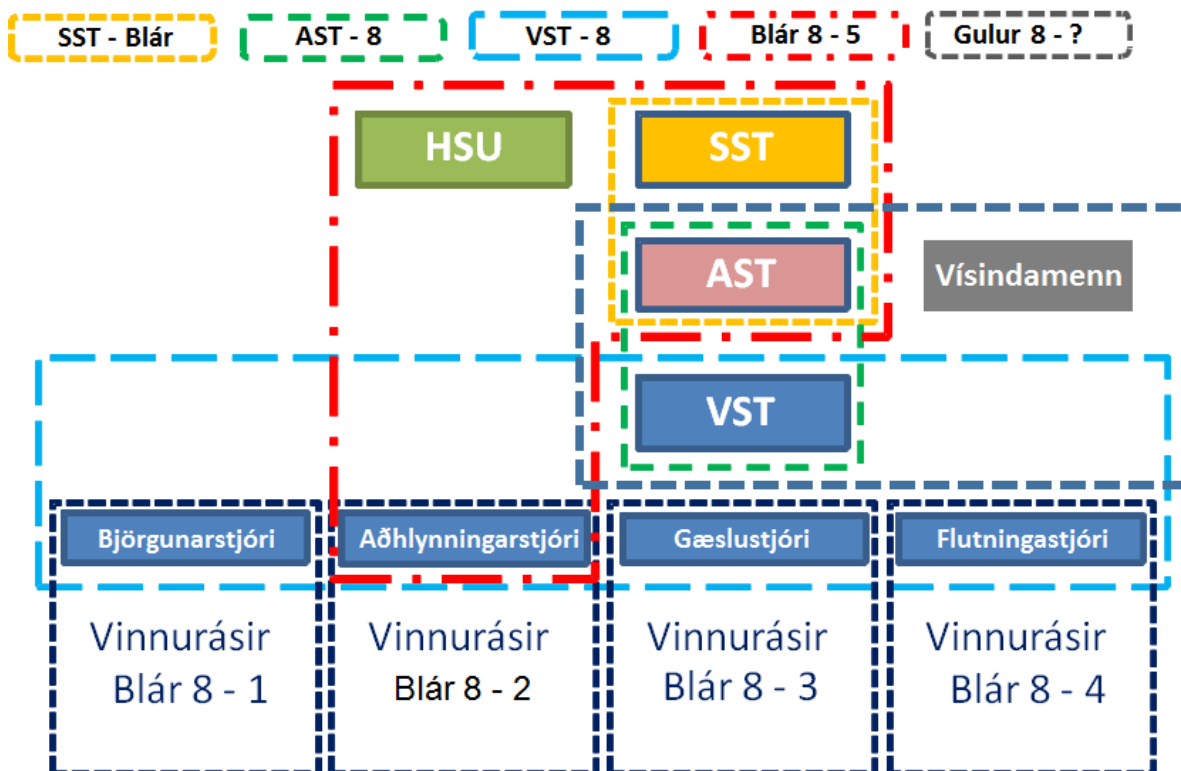 SST - Blár
AST - 8
VST - 8
Blár 8 - 5
Gulur 8 - ?
HSU
SST
AST
Vísindamenn
VST
Björgunarstjóri
Aðhlynningarstjóri
Gæslustjóri
Flutningastjóri
Vinnurásir
Blár 8 - 1
Vinnurásir
Blár 8 - 2
Vinnurásir
Blár 8 - 3
Vinnurásir
Blár 8 - 4